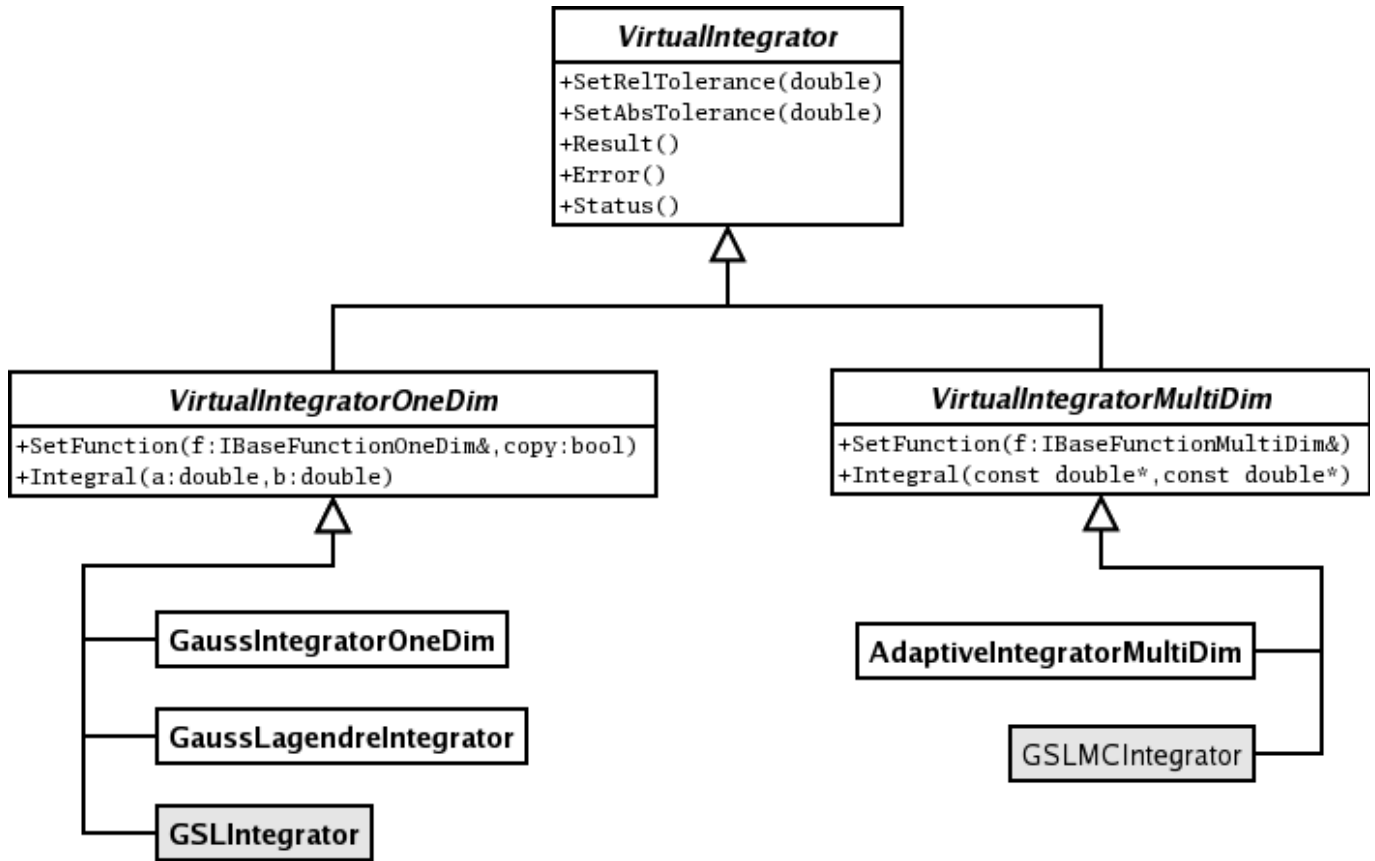 VirtualIntegrator
+SetRelTolerance(double)
+SetAbsTolerance(double)
+Result()
+Error()
+Status()
VirtualIntegratorOneDim
+SetFunction(f:IBaseFunctionOneDim&,copy:bool)
+Integral(a:double,b:double)
VirtualIntegratorMultiDim
+SetFunction(f:IBaseFunctionMultiDim&)
+Integral(const double*,const double*)
GaussIntegratorOneDim
GaussLagendreIntegrator
GSLIntegrator
AdaptiveIntegratorMultiDim
GSLMCIntegrator